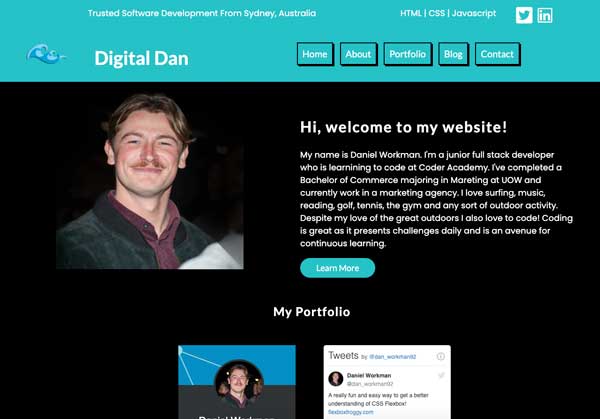 Trusted Software Development From Sydney, Australia
HTML | CSS | Javascript
Digital Dan
Home
About
Portfolio
Blog
Contact
Hi, welcome to my website!
My name is Daniel Workman. I'm a junior full stack developer
who is learnining to code at Coder Academy. I've completed a
Bachelor of Commerce majoring in Mareting at UOW and
currently work in a marketing agency. I love surfing, music,
reading, golf, tennis, the gym and any sort of outdoor activity.
Despite my love of the great outdoors I also love to code! Coding
is great as it presents challenges daily and is an avenue for
continuous learning.
Learn More
My Portfolio
Daniel Workman
Tweets by @dan_workman92
Daniel Workman
@dan_workman92
A really fun and easy way to get a better
understanding of CSS Flexbox!
flexboxfroggy.com